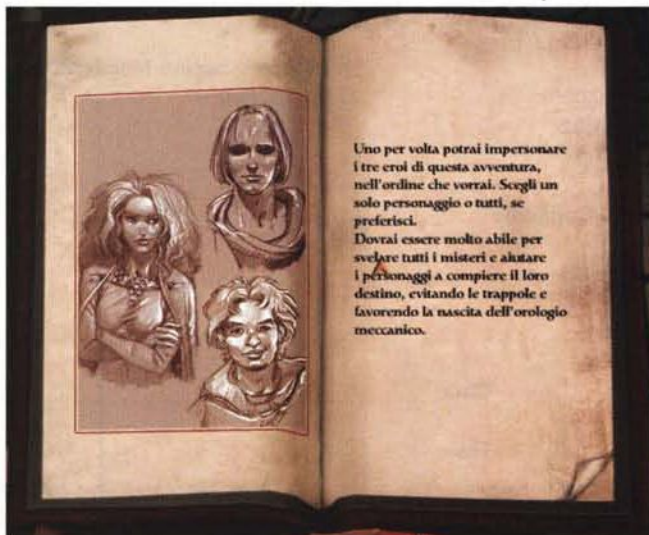 Uno per volta potrai impersonare
i tre eroi di questa avventura,
nell'ordine che vorrai. Scegli un
solo personaggio o tutti, se
preferisci.
Dovrai essere molto abile per
svelare tutti i misteri e aiutare
i personaggi a compiere il loro
destino, evitando le trappole e
favorendo la nascita dell'orologio
meccanico.